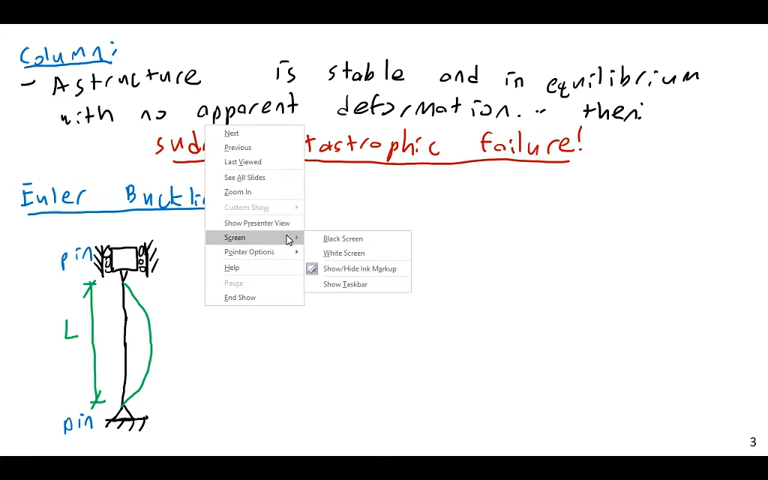 Column:
- A structure is stable and in equilibrium
with no apparent deformation... then:
failure!
Euler
Next
Previous
Last Viewed
See All Slides
Zoom In
Custom Show
Show Presenter View
Screen
Pointer Options
Help
Pause
End Show
Black Screen
White Screen
Show/Hide Ink Markup
Show Taskbar
pin
L
pin
3